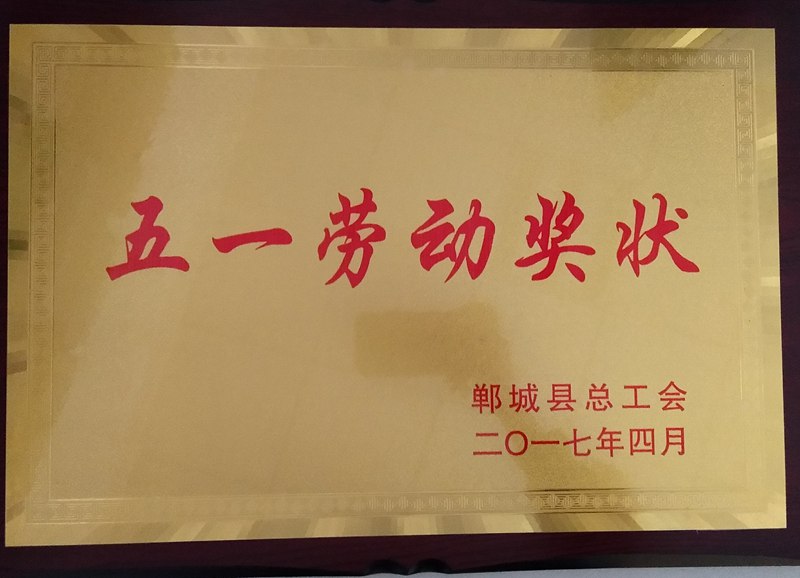 五一劳动奖状
郸城县总工会
二〇一七年四月